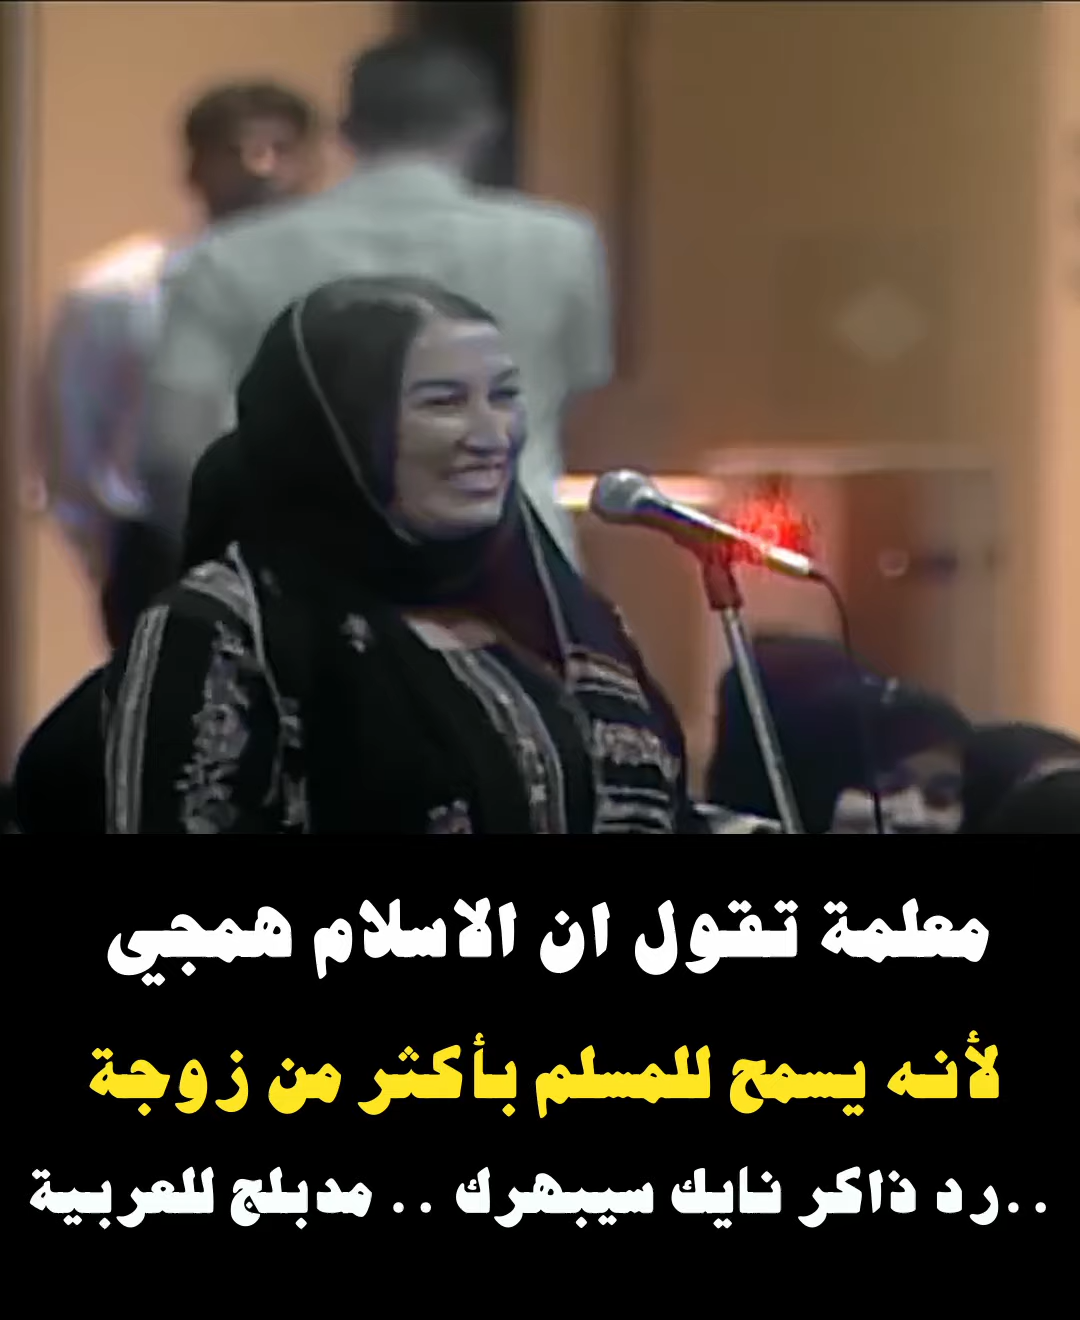 معلمة تقول ان الاسلام همجي
لأنه يسمح للمسلم بأكثر من زوجة
..رد ذاكر نايك سيبهرك .. مدبلج للعربية